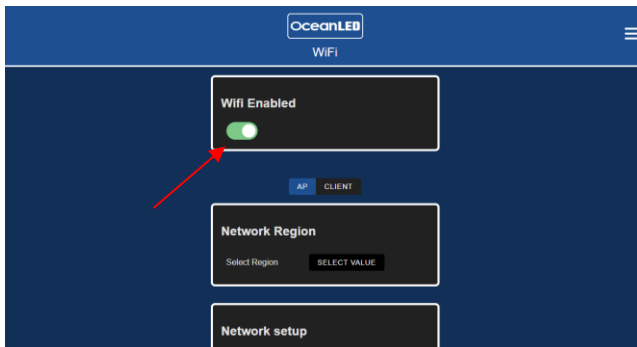 OceanLED
WiFi
Wifi Enabled
AP CLIENT
Network Region
Select Region SELECT VALUE
Network setup